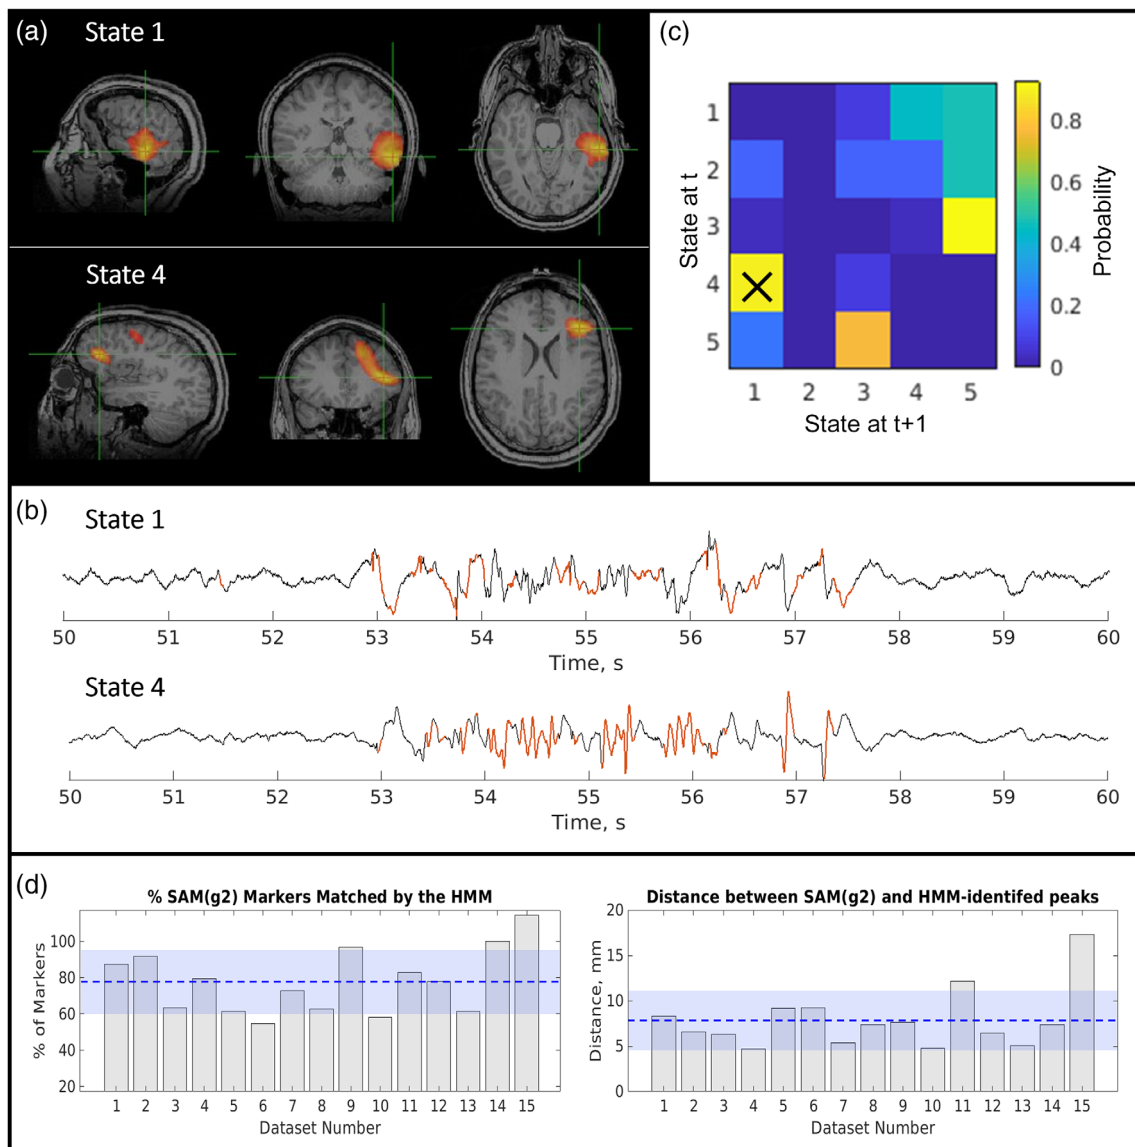 (a)
State 1
State 4
(c)
State at t
1
2
3
4
5
1 2 3 4 5
State at t+1
0.8
0.6
0.4
0.2
0
Probability
(b)
State 1
50 51 52 53 54 55 56 57 58 59 60
Time, s
State 4
50 51 52 53 54 55 56 57 58 59 60
Time, s
(d)
% SAM(g2) Markers Matched by the HMM
% of Markers
100
80
60
40
20
1 2 3 4 5 6 7 8 9 10 11 12 13 14 15
Dataset Number
Distance between SAM(g2) and HMM-identifed peaks
Distance, mm
20
15
10
5
0
1 2 3 4 5 6 7 8 9 10 11 12 13 14 15
Dataset Number